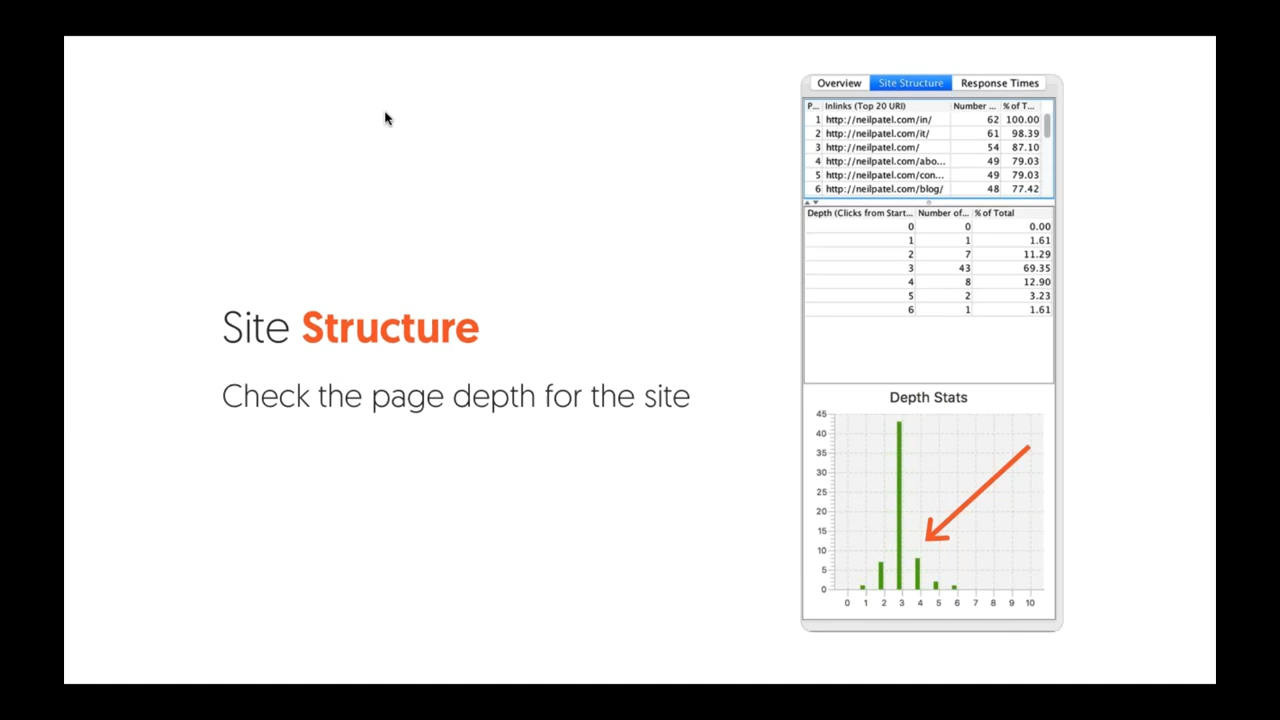 Site Structure
Check the page depth for the site
Overview Site Structure Response Times
P... Inlinks (Top 20 URI) Number ... % of T...
1 http://neilpatel.com/in/ 62 100.00
2 http://neilpatel.com/it/ 61 98.39
3 http://neilpatel.com/ 54 87.10
4 http://neilpatel.com/abo... 49 79.03
5 http://neilpatel.com/con... 49 79.03
6 http://neilpatel.com/blog/ 48 77.42
Depth (Clicks from Start... Number of... % of Total
0 0 0.00
1 1 1.61
2 7 11.29
3 43 69.35
4 8 12.90
5 2 3.23
6 1 1.61
Depth Stats
45
40
35
30
25
20
15
10
5
0
0 1 2 3 4 5 6 7 8 9 10